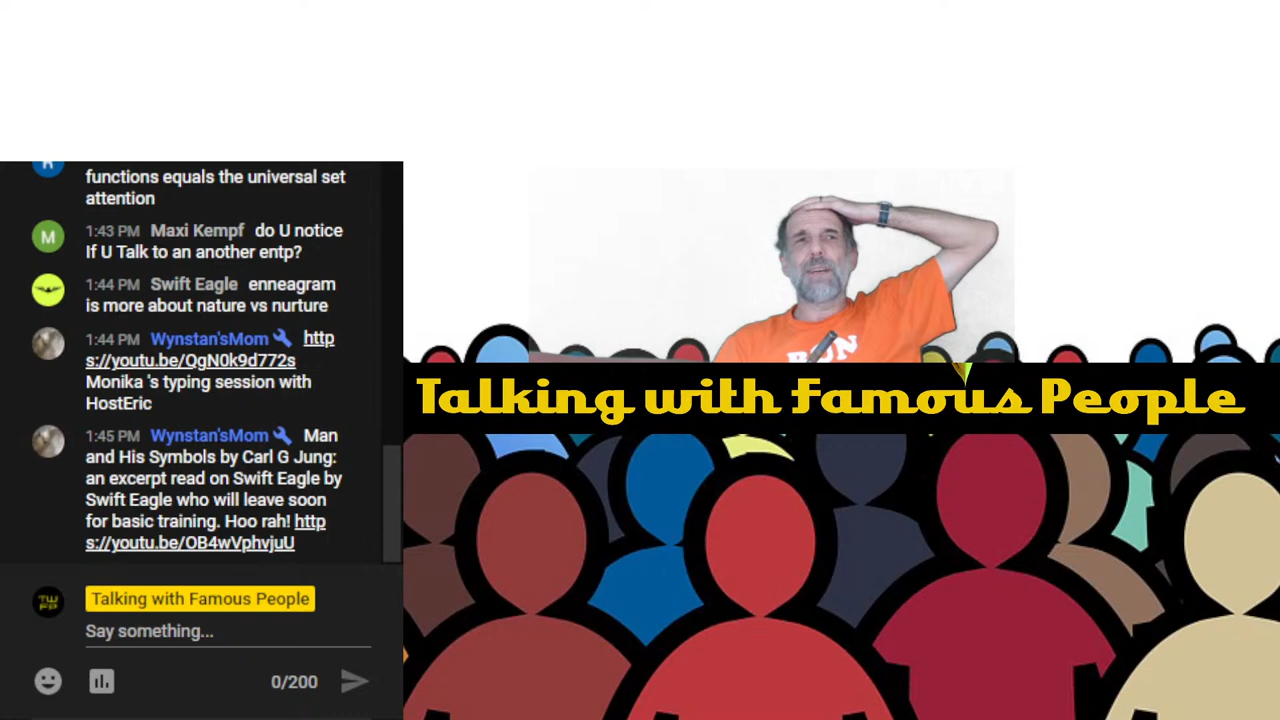 functions equals the universal set
attention
1:43 PM Maxi Kempf do U notice
If U Talk to an another entp?
1:44 PM Swift Eagle enneagram
is more about nature vs nurture
1:44 PM Wynstan'sMom http
s://youtu.be/QgN0k9d772s
Monika 's typing session with
HostEric
1:45 PM Wynstan'sMom Man
and His Symbols by Carl G Jung:
an excerpt read on Swift Eagle by
Swift Eagle who will leave soon
for basic training. Hoo rah! http
s://youtu.be/OB4wVphvjuU
M
TW
FP
Talking with Famous People
Say something...
0/200
RUN
Talking with Famous People